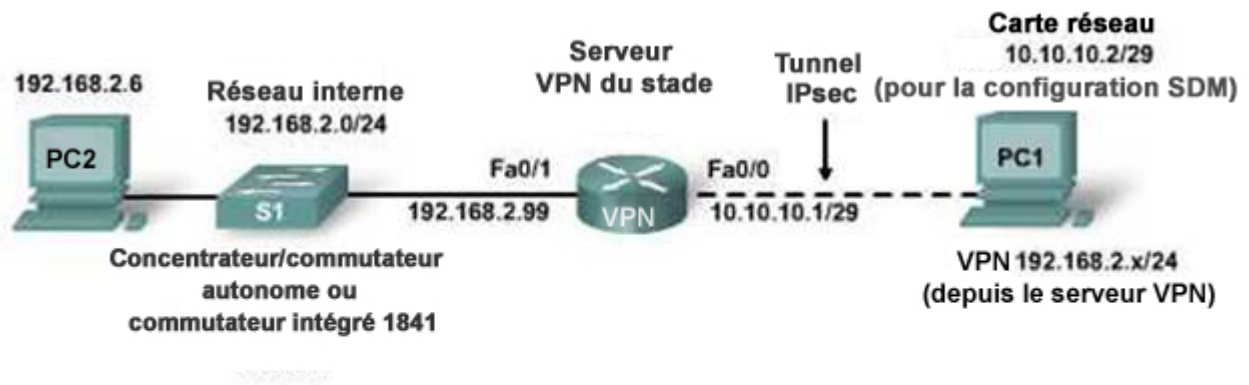 Carte réseau
10.10.10.2/29
(pour la configuration SDM)
Serveur
VPN du stade
Tunnel
IPsec
192.168.2.6
Réseau interne
192.168.2.0/24
PC2
PC1
Fa0/1
Fa0/0
S1
192.168.2.99
VPN
10.10.10.1/29
Concentrateur/commutateur
autonome ou
commutateur intégré 1841
VPN 192.168.2.x/24
(depuis le serveur VPN)